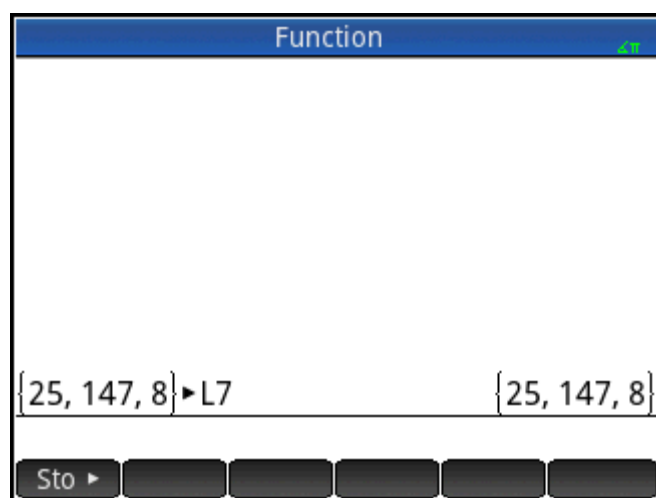 Function
∡π
{25, 147, 8}►L7 {25, 147, 8}
Sto ►